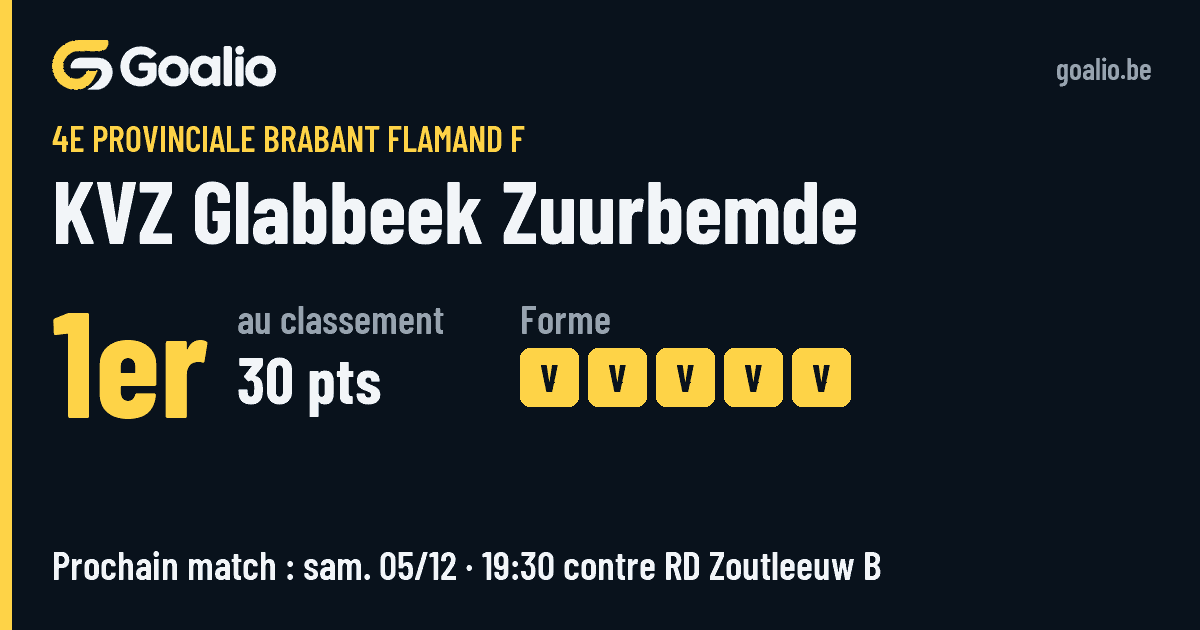 Goalio
goalio.be
4E PROVINCIALE BRABANT FLAMAND F
KVZ Glabbeek Zuurbemde
1er
au classement
30 pts
Forme
V V V V V
Prochain match : sam. 05/12 · 19:30 contre RD Zoutleeuw B